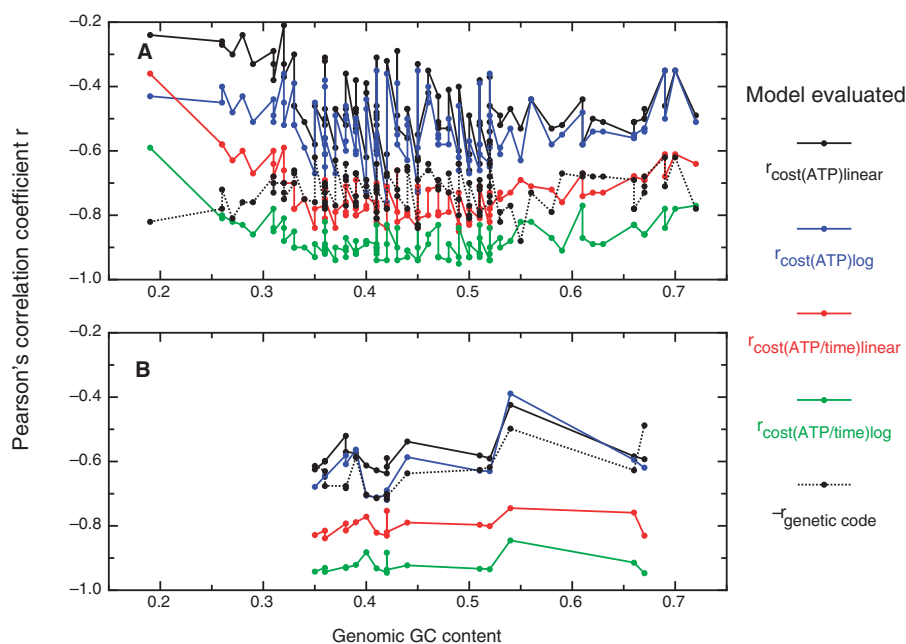 Pearson's correlation coefficient r
A
−0.2
−0.4
−0.6
−0.8
−1.0
0.2 0.3 0.4 0.5 0.6 0.7
B
−0.2
−0.4
−0.6
−0.8
−1.0
0.2 0.3 0.4 0.5 0.6 0.7
Genomic GC content
Model evaluated
rcost(ATP)linear
rcost(ATP)log
rcost(ATP/time)linear
rcost(ATP/time)log
−rgenetic code